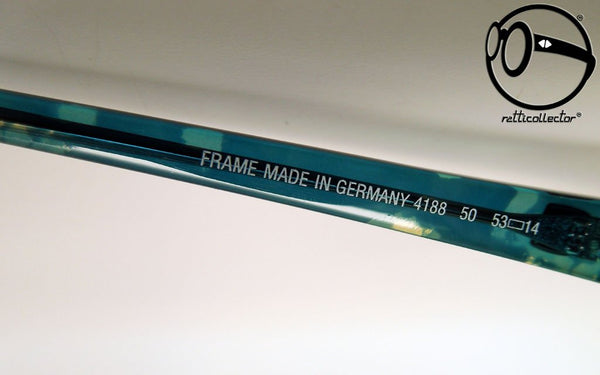 retticollector®
FRAME MADE IN GERMANY 4188 50 53▭14